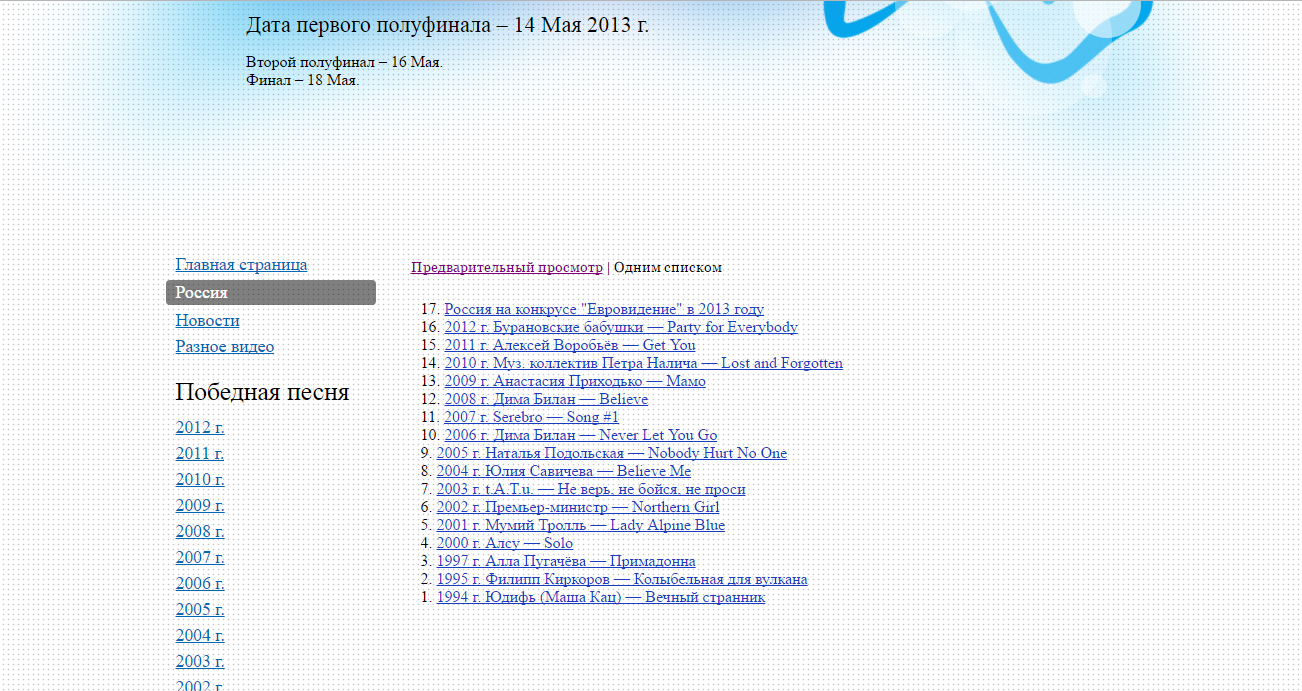 Дата первого полуфинала – 14 Мая 2013 г.
Второй полуфинал – 16 Мая.
Финал – 18 Мая.
Главная страница
Россия
Новости
Разное видео
Победная песня
2012 г.
2011 г.
2010 г.
2009 г.
2008 г.
2007 г.
2006 г.
2005 г.
2004 г.
2003 г.
2002 г.
Предварительный просмотр | Одним списком
17. Россия на конкрусе "Евровидение" в 2013 году
16. 2012 г. Бурановские бабушки — Party for Everybody
15. 2011 г. Алексей Воробьёв — Get You
14. 2010 г. Муз. коллектив Петра Налича — Lost and Forgotten
13. 2009 г. Анастасия Приходько — Мамо
12. 2008 г. Дима Билан — Believe
11. 2007 г. Serebro — Song #1
10. 2006 г. Дима Билан — Never Let You Go
9. 2005 г. Наталья Подольская — Nobody Hurt No One
8. 2004 г. Юлия Савичева — Believe Me
7. 2003 г. t.A.T.u. — Не верь, не бойся, не проси
6. 2002 г. Премьер-министр — Northern Girl
5. 2001 г. Мумий Тролль — Lady Alpine Blue
4. 2000 г. Алсу — Solo
3. 1997 г. Алла Пугачёва — Примадонна
2. 1995 г. Филипп Киркоров — Колыбельная для вулкана
1. 1994 г. Юдифь (Маша Кац) — Вечный странник